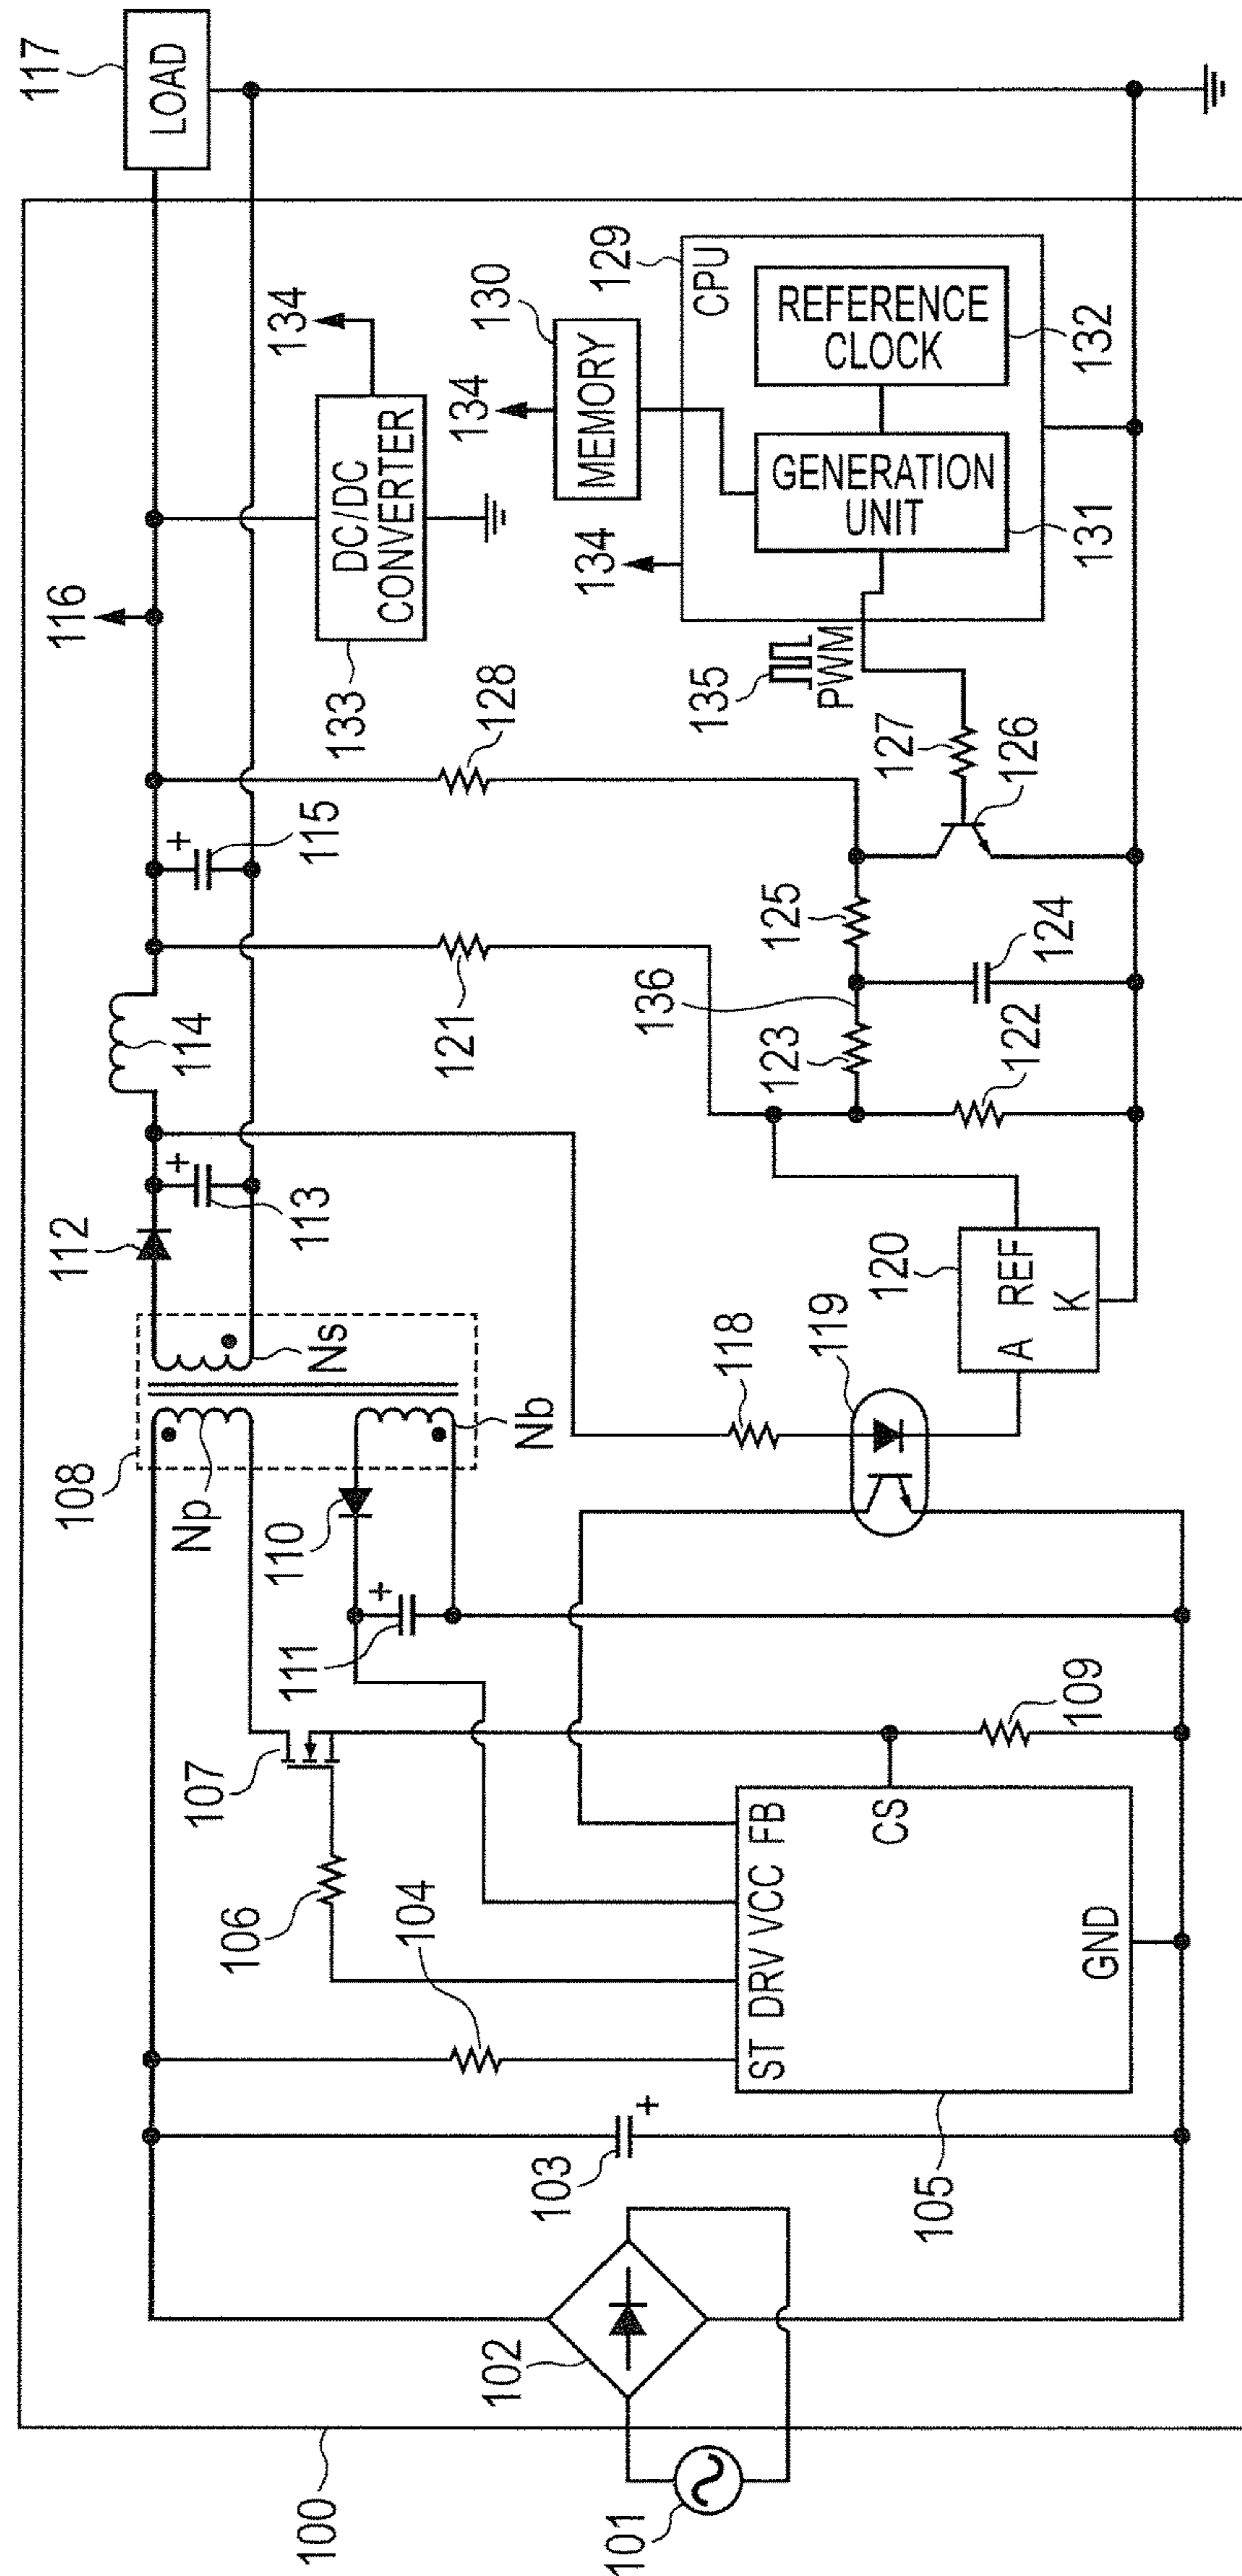 100
101
102
103
104
105
ST
DRV
VCC
FB
CS
GND
106
107
108
Np
Ns
Nb
109
110
111
112
113
114
115
116
117
LOAD
118
119
120
A
REF
K
121
122
123
124
125
126
127
128
136
133
DC/DC
CONVERTER
134
134
134
130
MEMORY
129
CPU
REFERENCE
CLOCK
132
GENERATION
UNIT
131
135
PWM
+
+
+
+